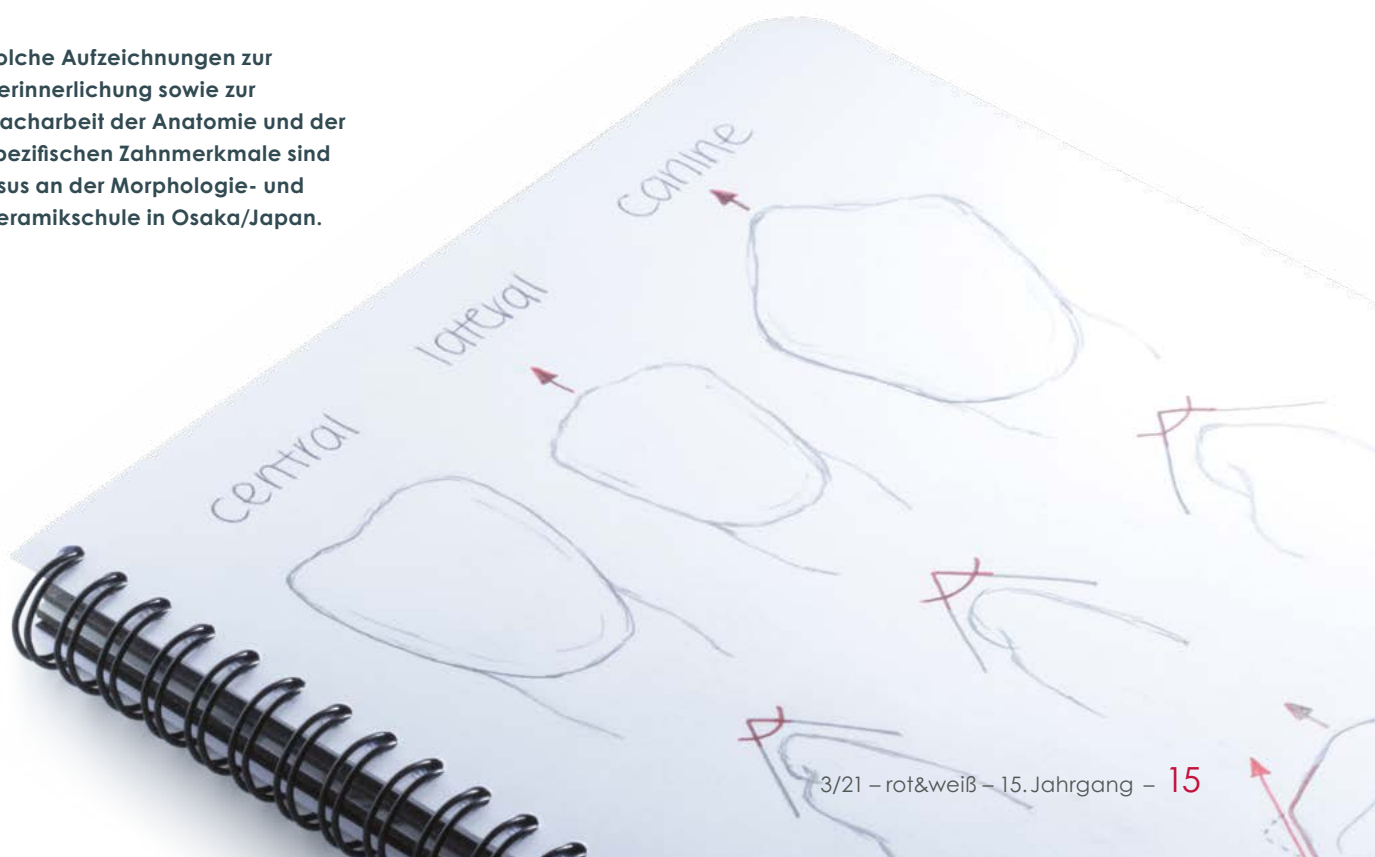 olche Aufzeichnungen zur
erinnerlichung sowie zur
acharbeit der Anatomie und der
pezifischen Zahnmerkmale sind
sus an der Morphologie- und
eramikschule in Osaka/Japan.
canine
lateral
central
3/21 – rot&weiß – 15. Jahrgang – 15